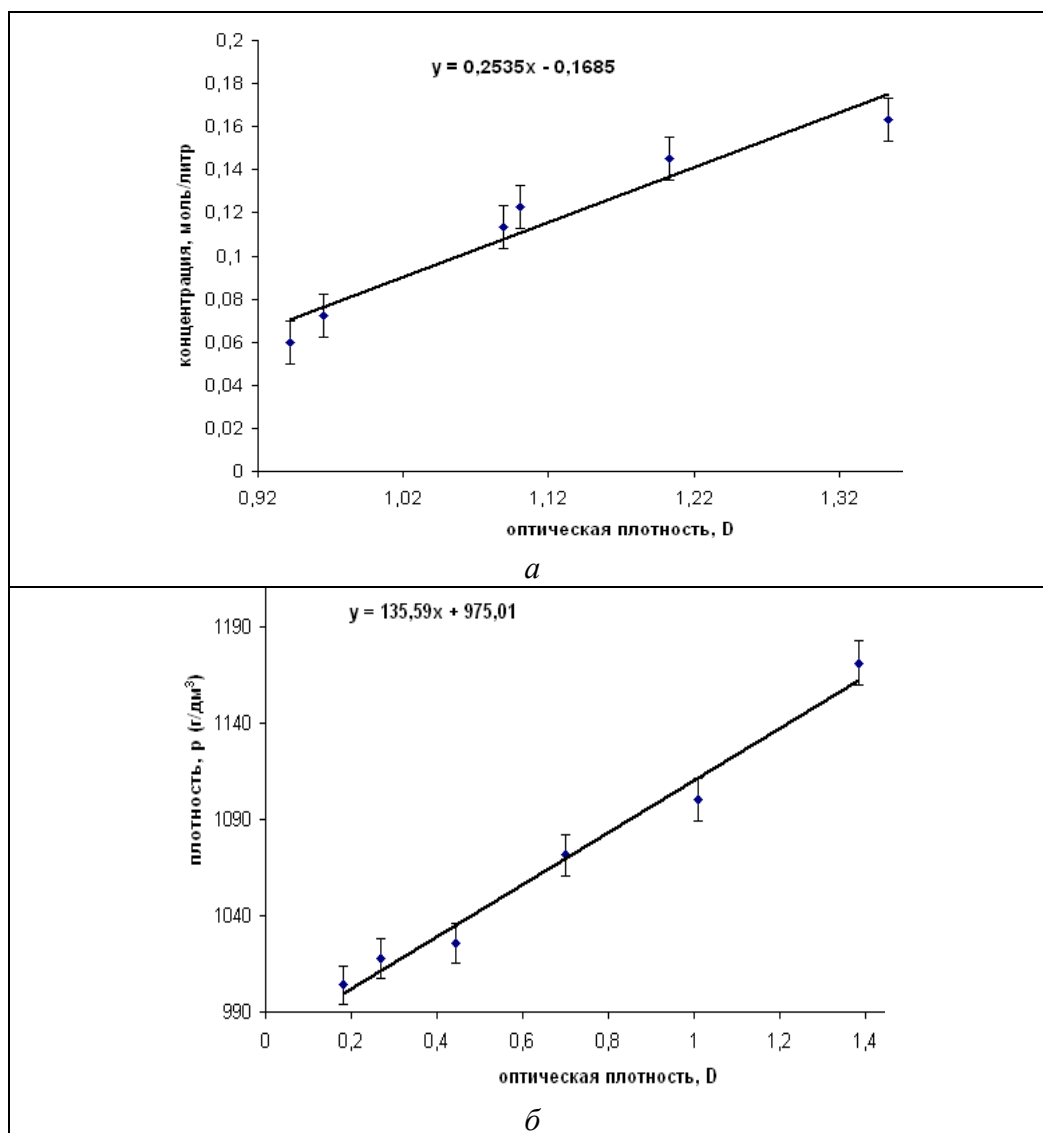 y = 0,2535x - 0,1685
0,2
0,18
0,16
0,14
0,12
0,1
0,08
0,06
0,04
0,02
0
концентрация, моль/литр
0,92 1,02 1,12 1,22 1,32
оптическая плотность, D
а
y = 135,59x + 975,01
1190
1140
1090
1040
990
плотность, р (г/дм³)
0 0,2 0,4 0,6 0,8 1 1,2 1,4
оптическая плотность, D
б